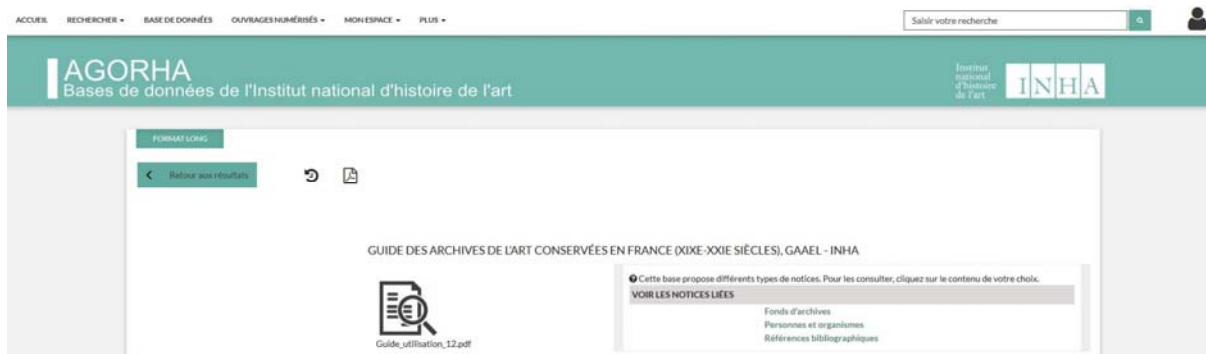 ACCUEIL RECHERCHER BASE DE DONNÉES OUVRAGES NUMÉRISÉS MON ESPACE PLUS
Saisir votre recherche
AGORHA
Bases de données de l'Institut national d'histoire de l'art
Institut
national
d'histoire
de l'art
INHA
FORMAT LONG
Retour aux résultats
GUIDE DES ARCHIVES DE L'ART CONSERVÉES EN FRANCE (XIXE-XXIE SIÈCLES), GAAEL - INHA
Cette base propose différents types de notices. Pour les consulter, cliquez sur le contenu de votre choix.
VOIR LES NOTICES LIÉES
Fonds d'archives
Personnes et organismes
Références bibliographiques
Guide_utilisation_12.pdf